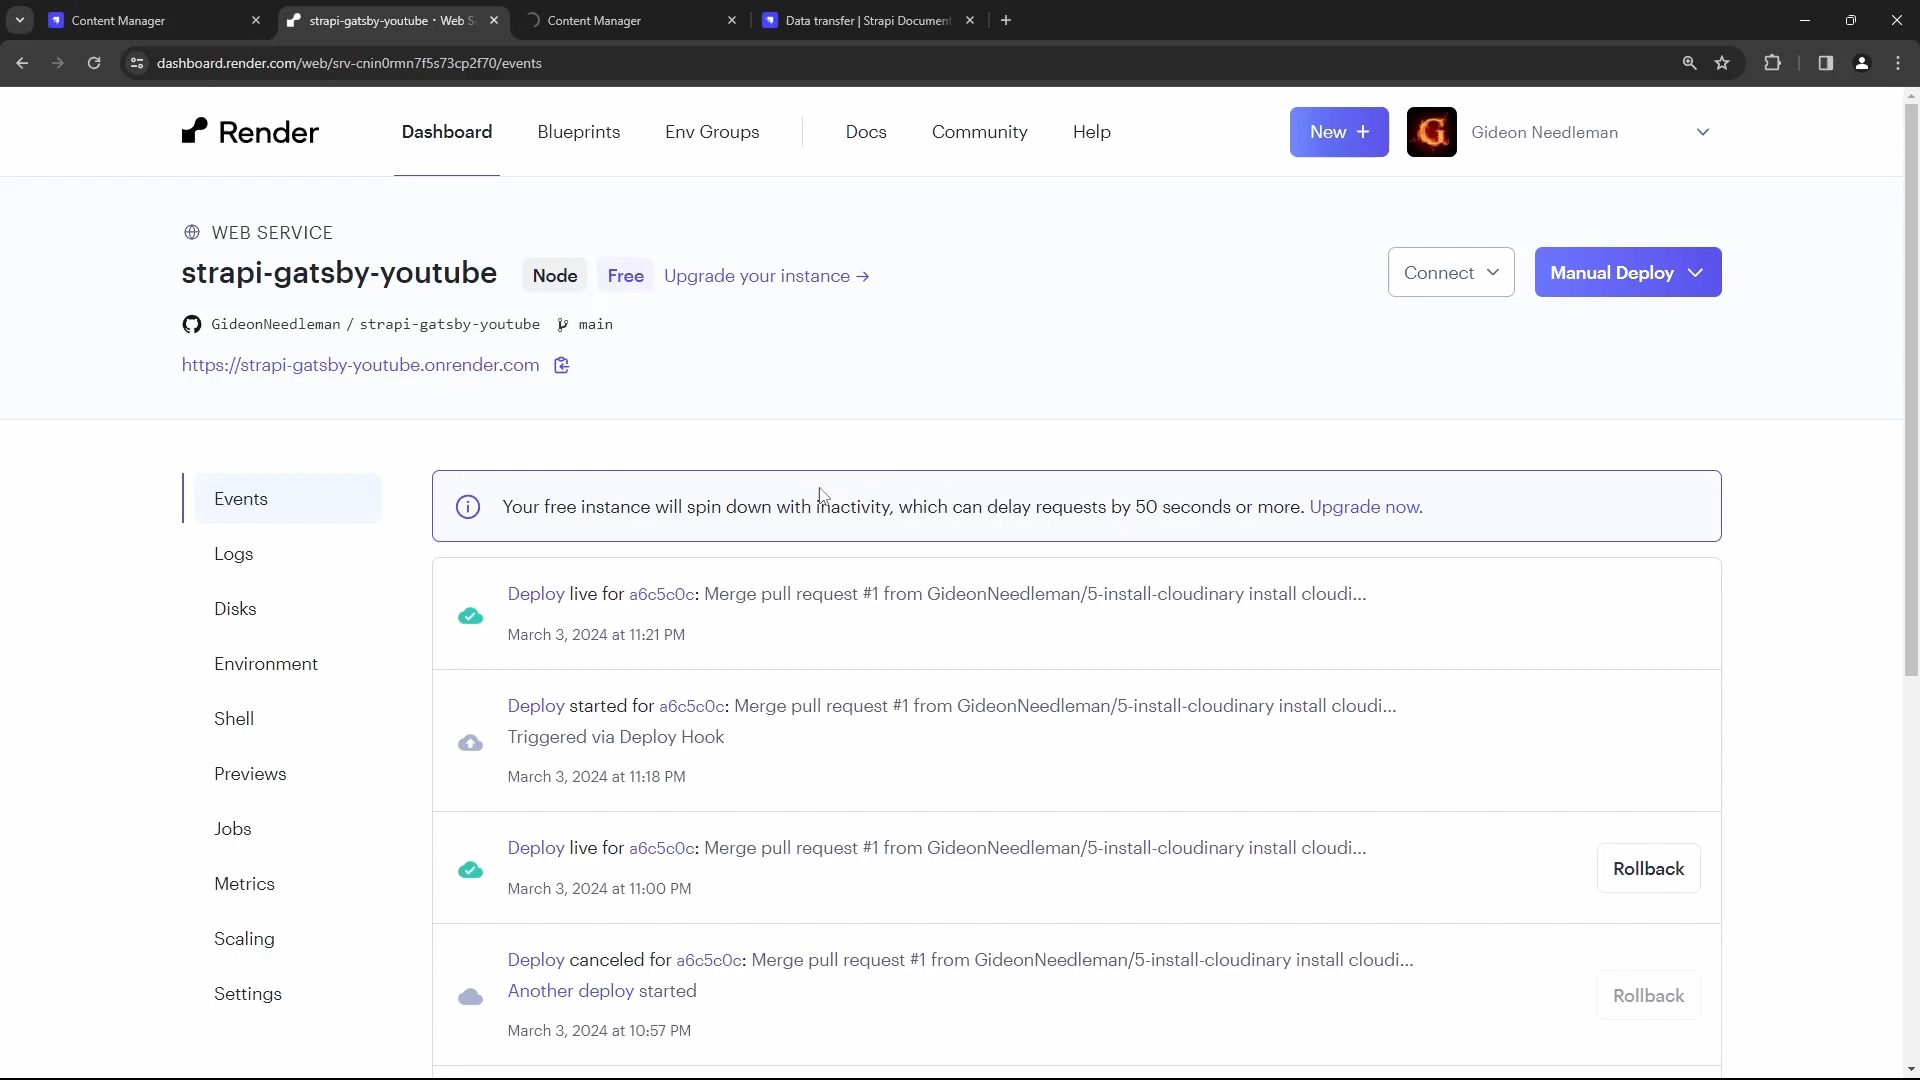 Content Manager
strapi-gatsby-youtube · Web S
Content Manager
Data transfer | Strapi Document
dashboard.render.com/web/srv-cnin0rmn7f5s73cp2f70/events
Render
Dashboard
Blueprints
Env Groups
Docs
Community
Help
New +
G
Gideon Needleman
WEB SERVICE
strapi-gatsby-youtube
Node
Free
Upgrade your instance →
Connect
Manual Deploy
GideonNeedleman / strapi-gatsby-youtube
main
https://strapi-gatsby-youtube.onrender.com
Events
Logs
Disks
Environment
Shell
Previews
Jobs
Metrics
Scaling
Settings
Your free instance will spin down with inactivity, which can delay requests by 50 seconds or more. Upgrade now.
Deploy live for a6c5c0c: Merge pull request #1 from GideonNeedleman/5-install-cloudinary install cloudi...
March 3, 2024 at 11:21 PM
Deploy started for a6c5c0c: Merge pull request #1 from GideonNeedleman/5-install-cloudinary install cloudi...
Triggered via Deploy Hook
March 3, 2024 at 11:18 PM
Deploy live for a6c5c0c: Merge pull request #1 from GideonNeedleman/5-install-cloudinary install cloudi...
March 3, 2024 at 11:00 PM
Rollback
Deploy canceled for a6c5c0c: Merge pull request #1 from GideonNeedleman/5-install-cloudinary install cloudi...
Another deploy started
March 3, 2024 at 10:57 PM
Rollback